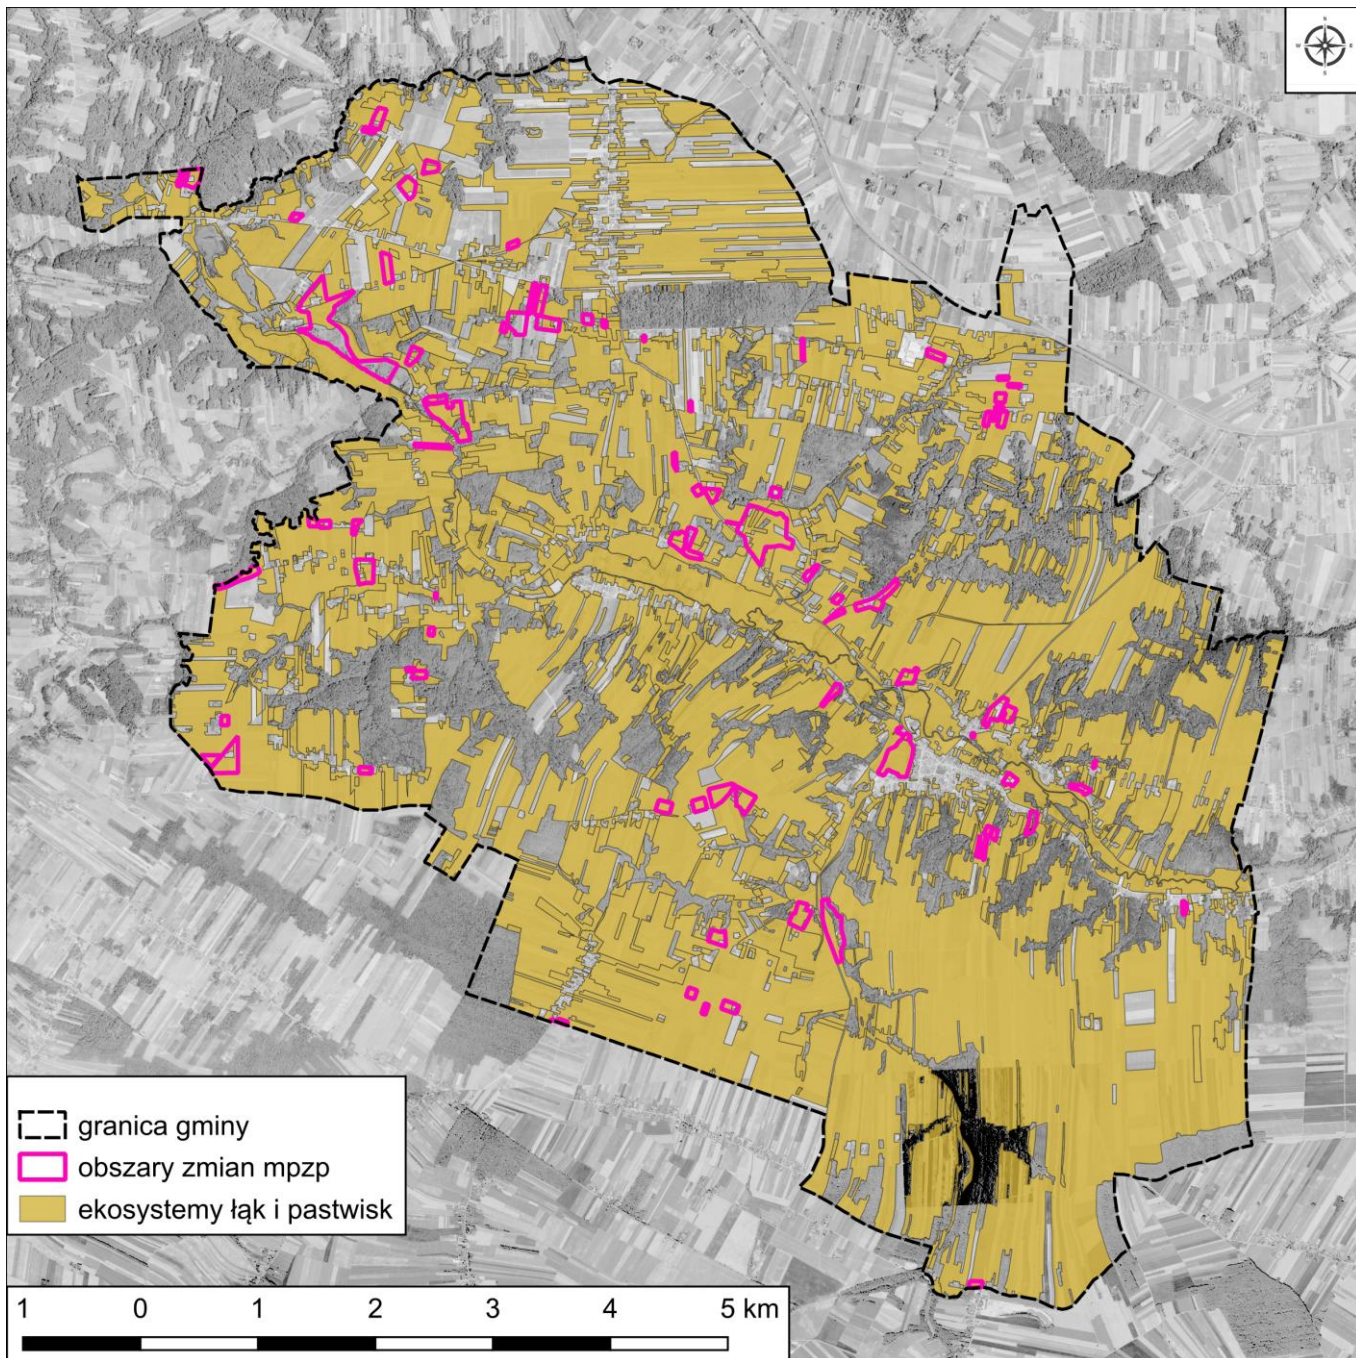 N
W E
S
granica gminy
obszary zmian mpzp
ekosystemy łąk i pastwisk
1 0 1 2 3 4 5 km